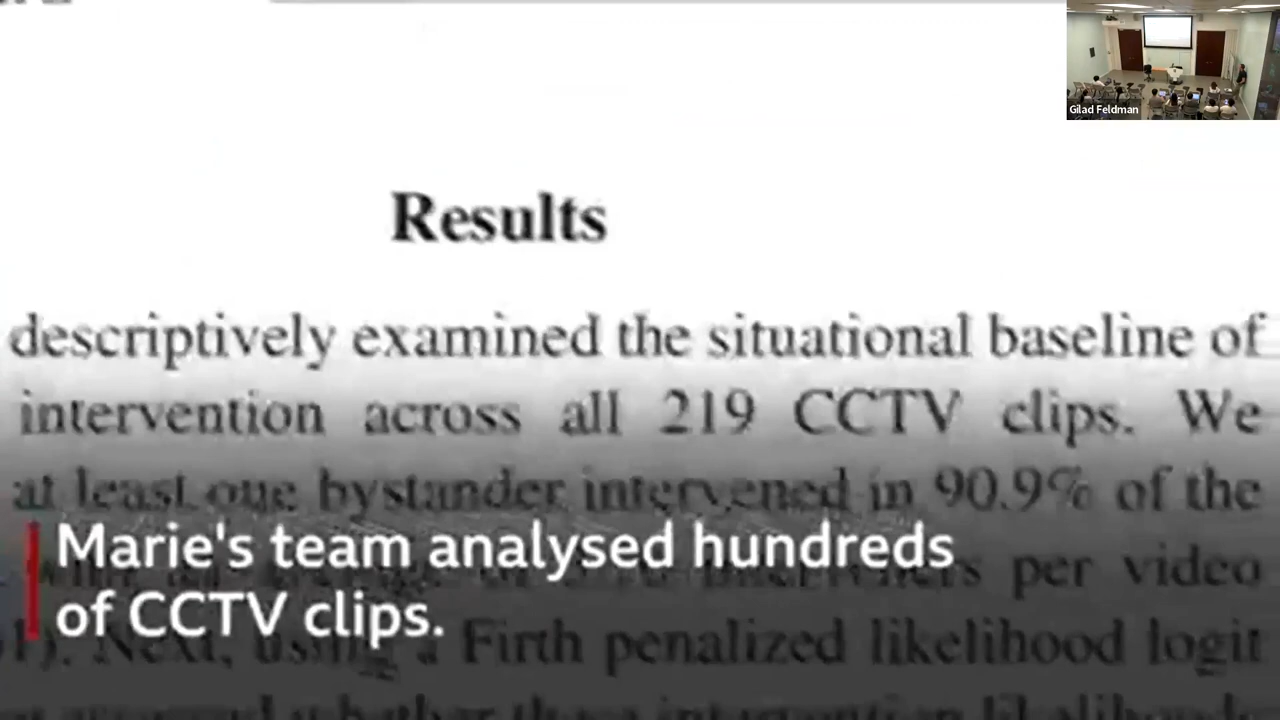 Gilad Feldman
Results
descriptively examined the situational baseline of
intervention across all 219 CCTV clips. We
at least one bystander intervened in 90.9% of the
per video
Marie's team analysed hundreds
of CCTV clips.
Next, using a Firth penalized likelihood logit